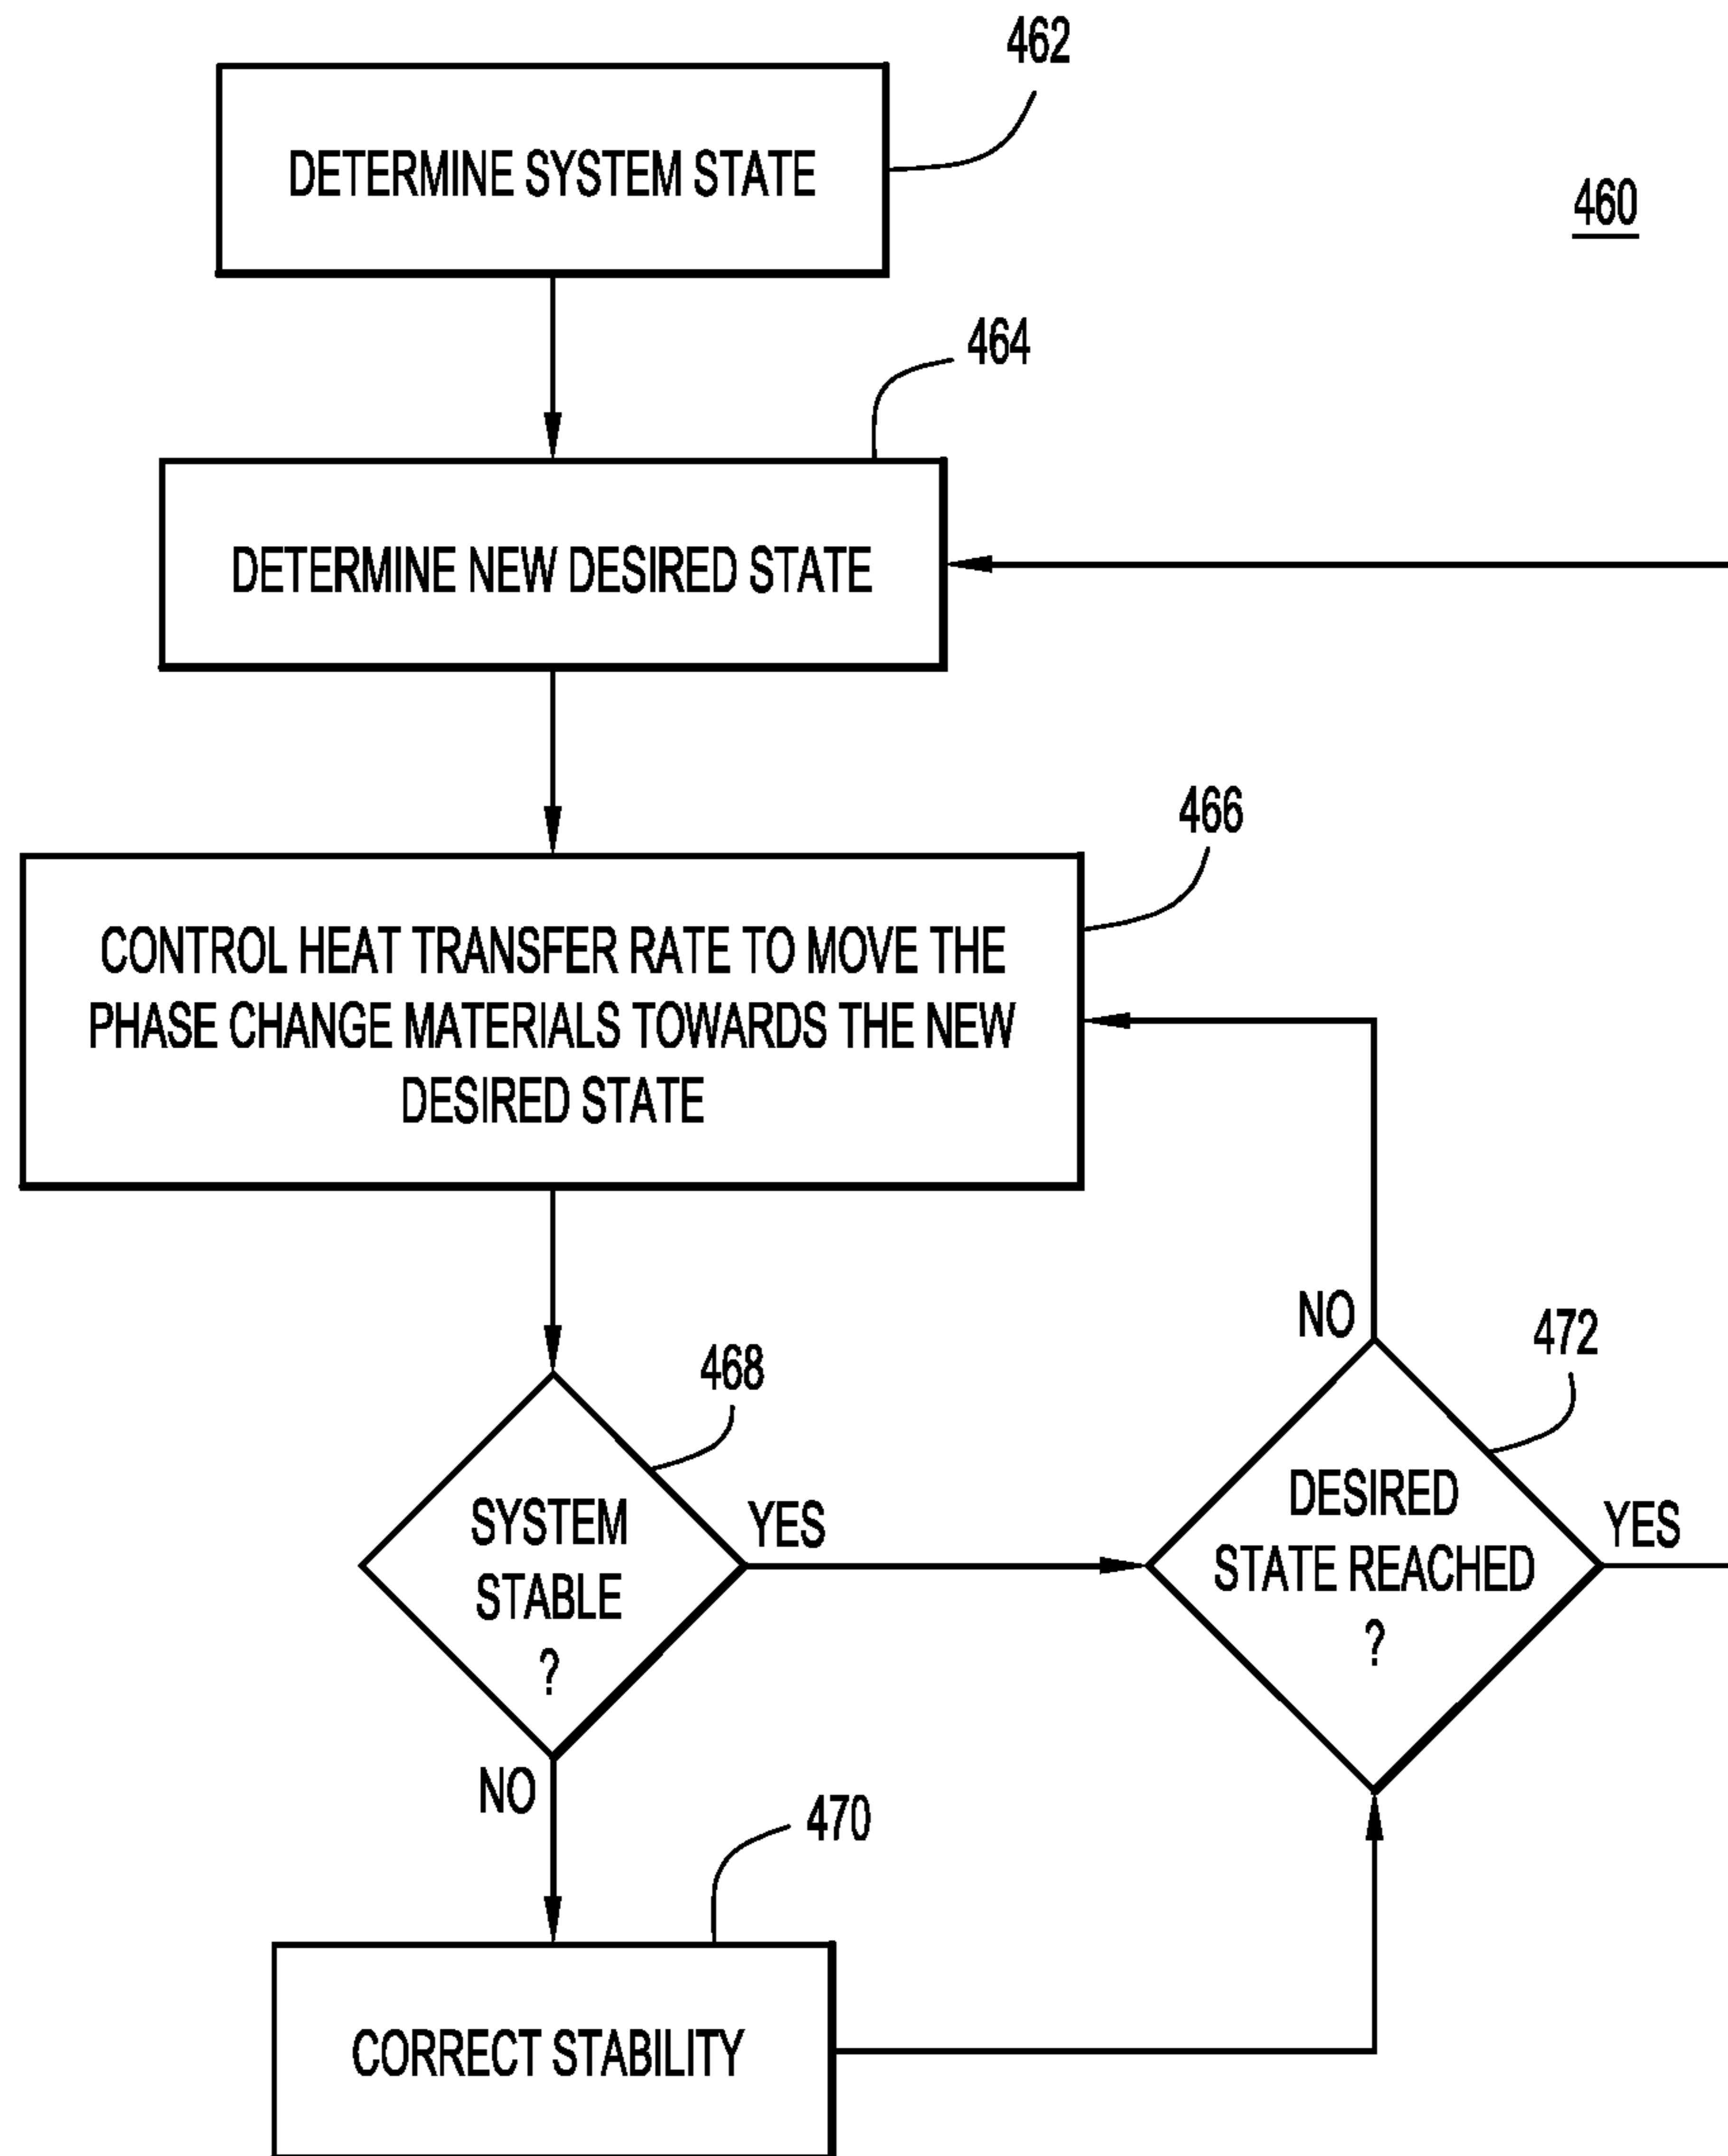 462
DETERMINE SYSTEM STATE
460
464
DETERMINE NEW DESIRED STATE
466
CONTROL HEAT TRANSFER RATE TO MOVE THE
PHASE CHANGE MATERIALS TOWARDS THE NEW
DESIRED STATE
NO
472
468
DESIRED
STATE REACHED
?
YES
SYSTEM
STABLE
?
YES
NO
470
CORRECT STABILITY